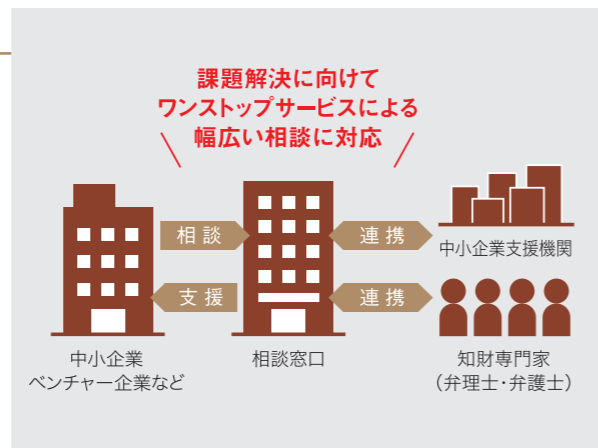 課題解決に向けて
ワンストップサービスによる
幅広い相談に対応
相談
連携
中小企業支援機関
支援
連携
中小企業
ベンチャー企業など
相談窓口
知財専門家
（弁理士・弁護士）